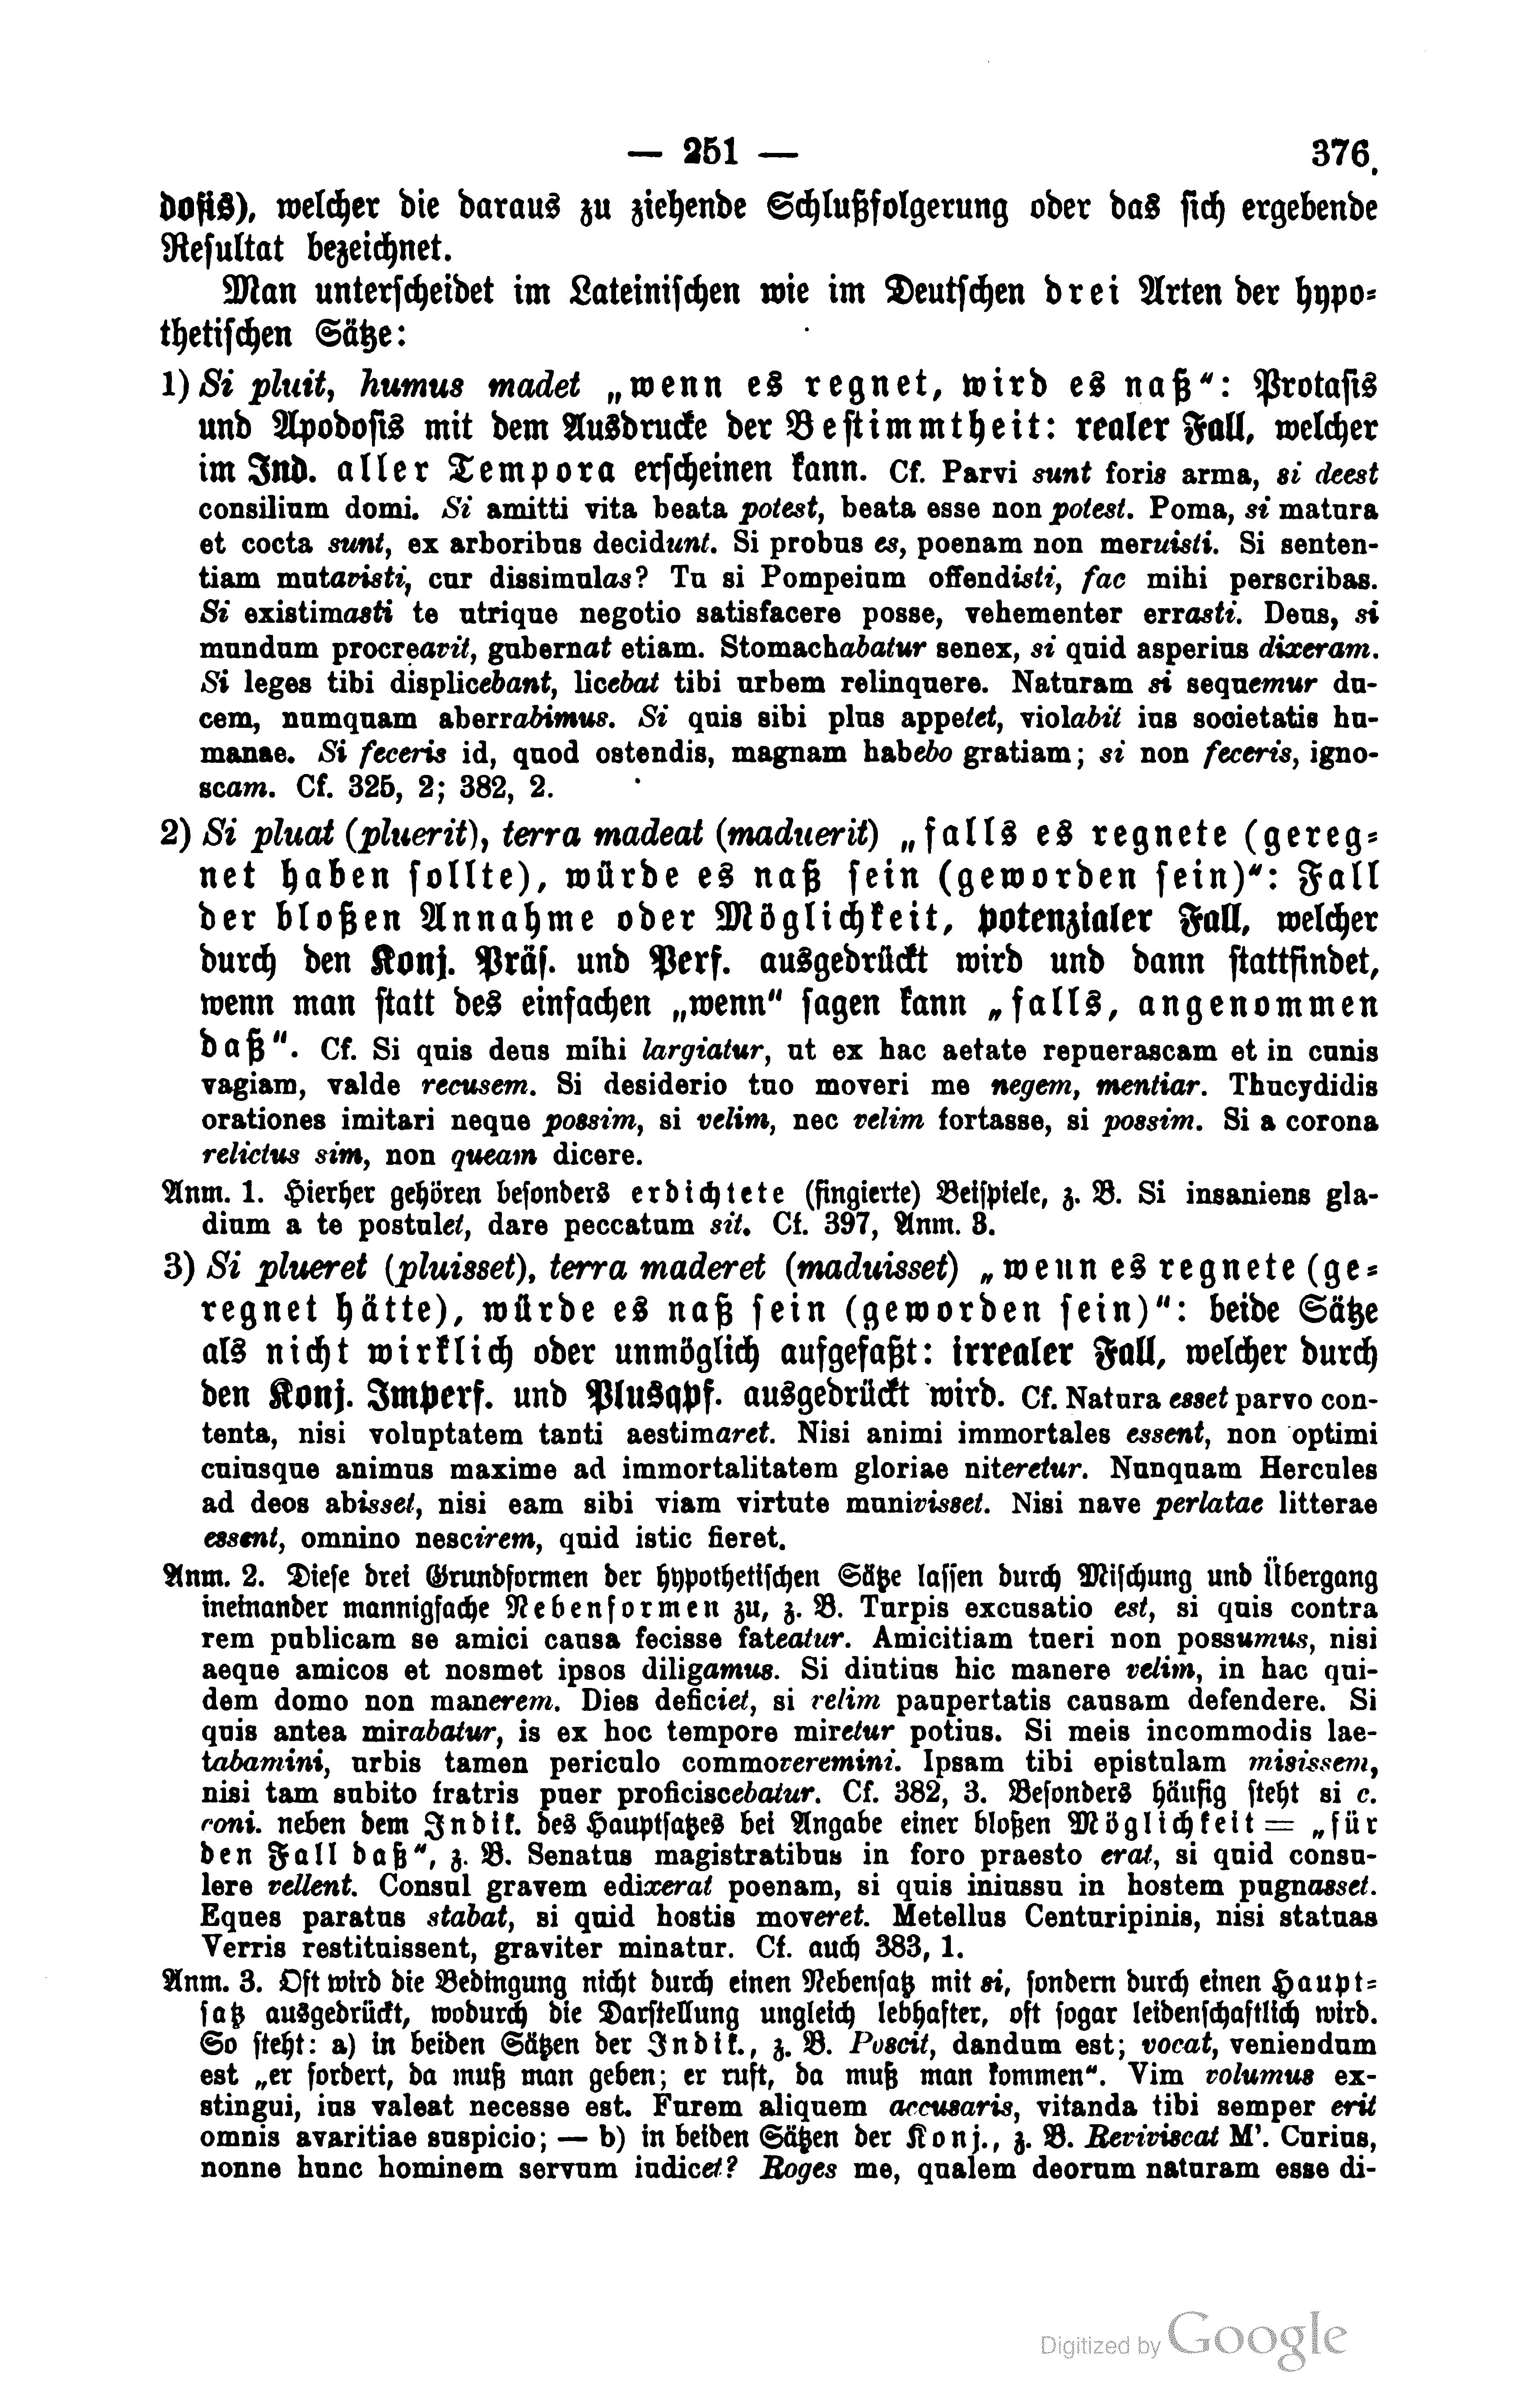 — 251 — 376.
dosis), welcher die daraus zu ziehende Schlußfolgerung oder das sich ergebende
Resultat bezeichnet.
Man unterscheidet im Lateinischen wie im Deutschen drei Arten der hypo-
thetischen Sätze:
1) Si pluit, humus madet „wenn es regnet, wird es naß“: Protasis
und Apodosis mit dem Ausdrucke der Bestimmtheit: realer Fall, welcher
im Ind. aller Tempora erscheinen kann. Cf. Parvi sunt foris arma, si deest
consilium domi. Si amitti vita beata potest, beata esse non potest. Poma, si matura
et cocta sunt, ex arboribus decidunt. Si probus es, poenam non meruisti. Si senten-
tiam mutavisti, cur dissimulas? Tu si Pompeium offendisti, fac mihi perscribas.
Si existimasti te utrique negotio satisfacere posse, vehementer errasti. Deus, si
mundum procreavit, gubernat etiam. Stomachabatur senex, si quid asperius dixeram.
Si leges tibi displicebant, licebat tibi urbem relinquere. Naturam si sequemur du-
cem, numquam aberrabimus. Si quis sibi plus appetet, violabit ius societatis hu-
manae. Si feceris id, quod ostendis, magnam habebo gratiam; si non feceris, igno-
scam. Cf. 325, 2; 382, 2.
2) Si pluat (pluerit), terra madeat (maduerit) „falls es regnete (gereg-
net haben sollte), würde es naß sein (geworden sein)“: Fall
der bloßen Annahme oder Möglichkeit, potenzialer Fall, welcher
durch den Konj. Präs. und Perf. ausgedrückt wird und dann stattfindet,
wenn man statt des einfachen „wenn“ sagen kann „falls, angenommen
daß“. Cf. Si quis deus mihi largiatur, ut ex hac aetate repuerascam et in cunis
vagiam, valde recusem. Si desiderio tuo moveri me negem, mentiar. Thucydidis
orationes imitari neque possim, si velim, nec velim fortasse, si possim. Si a corona
relictus sim, non queam dicere.
Anm. 1. Hierher gehören besonders erdichtete (fingierte) Beispiele, z. B. Si insaniens gla-
dium a te postulet, dare peccatum sit. Cf. 397, Anm. 3.
3) Si plueret (pluisset), terra maderet (maduisset) „wenn es regnete (ge-
regnet hätte), würde es naß sein (geworden sein)“: beide Sätze
als nicht wirklich oder unmöglich aufgefaßt: irrealer Fall, welcher durch
den Konj. Imperf. und Plusqpf. ausgedrückt wird. Cf. Natura esset parvo con-
tenta, nisi voluptatem tanti aestimaret. Nisi animi immortales essent, non optimi
cuiusque animus maxime ad immortalitatem gloriae niteretur. Nunquam Hercules
ad deos abisset, nisi eam sibi viam virtute munivisset. Nisi nave perlatae litterae
essent, omnino nescirem, quid istic fieret.
Anm. 2. Diese drei Grundformen der hypothetischen Sätze lassen durch Mischung und Übergang
ineinander mannigfache Nebenformen zu, z. B. Turpis excusatio est, si quis contra
rem publicam se amici causa fecisse fateatur. Amicitiam tueri non possumus, nisi
aeque amicos et nosmet ipsos diligamus. Si diutius hic manere velim, in hac qui-
dem domo non manerem. Dies deficiet, si velim paupertatis causam defendere. Si
quis antea mirabatur, is ex hoc tempore miretur potius. Si meis incommodis lae-
tabamini, urbis tamen periculo commoveremini. Ipsam tibi epistulam misissem,
nisi tam subito fratris puer proficiscebatur. Cf. 382, 3. Besonders häufig steht si c.
coni. neben dem Indik. des Hauptsatzes bei Angabe einer bloßen Möglichkeit = „für
den Fall daß“, z. B. Senatus magistratibus in foro praesto erat, si quid consu-
lere vellent. Consul gravem edixerat poenam, si quis iniussu in hostem pugnasset.
Eques paratus stabat, si quid hostis moveret. Metellus Centuripinis, nisi statuas
Verris restituissent, graviter minatur. Cf. auch 383, 1.
Anm. 3. Oft wird die Bedingung nicht durch einen Nebensatz mit si, sondern durch einen Haupt-
satz ausgedrückt, wodurch die Darstellung ungleich lebhafter, oft sogar leidenschaftlich wird.
So steht: a) in beiden Sätzen der Indik., z. B. Poscit, dandum est; vocat, veniendum
est „er fordert, da muß man geben; er ruft, da muß man kommen“. Vim volumus ex-
stingui, ius valeat necesse est. Furem aliquem accusaris, vitanda tibi semper erit
omnis avaritiae suspicio; — b) in beiden Sätzen der Konj., z. B. Reviviscat M'. Curius,
nonne hunc hominem servum iudicet? Roges me, qualem deorum naturam esse di-
Digitized by Google